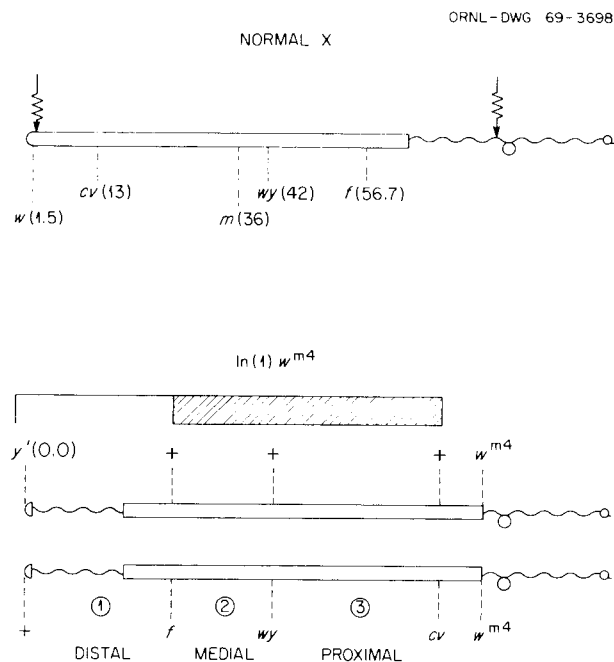 ORNL-DWG 69-3698
NORMAL X
cv(13) wy(42) f(56.7)
w(1.5) m(36)
In(1) w^m4
y'(0.0) + + + w^m4
1 2 3
+ f wy cv w^m4
DISTAL MEDIAL PROXIMAL